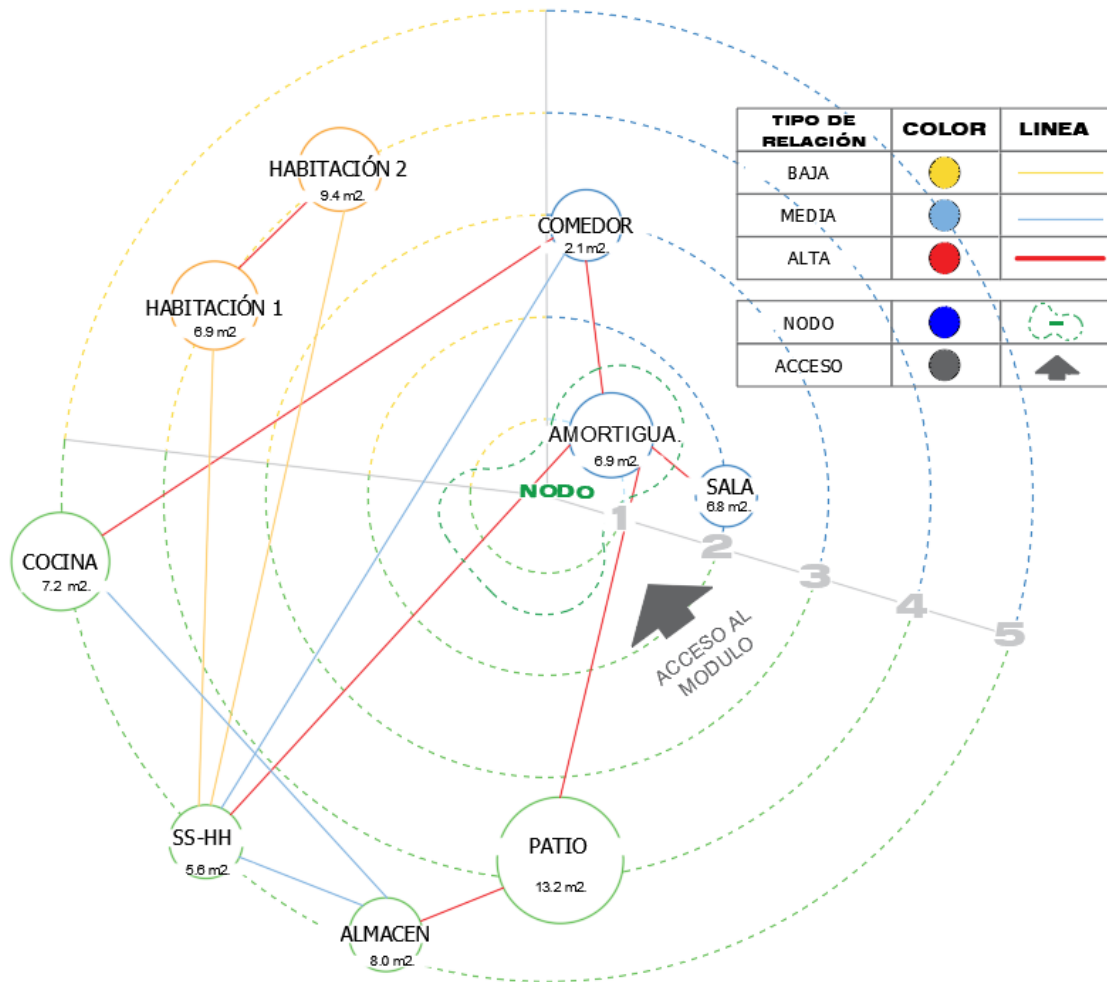 TIPO DE
RELACIÓN
COLOR
LINEA
BAJA
MEDIA
ALTA
NODO
ACCESO
HABITACIÓN 2
9.4 m2.
COMEDOR
2.1 m2.
HABITACIÓN 1
6.9 m2
AMORTIGUA.
6.9 m2
NODO
SALA
6.8 m2.
1
2
3
4
5
COCINA
7.2 m2.
ACCESO AL
MODULO
SS-HH
5.6 m2.
PATIO
13.2 m2.
ALMACEN
8.0 m2.